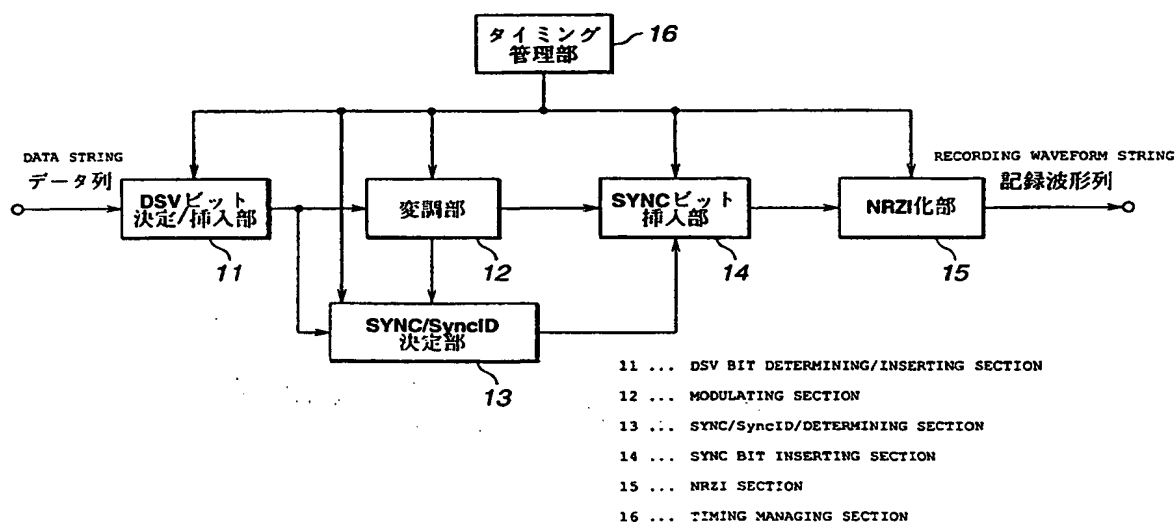 タイミング
管理部
16
DATA STRING
データ列
RECORDING WAVEFORM STRING
記録波形列
DSVビット
決定/挿入部
11
変調部
12
SYNCビット
挿入部
14
NRZI化部
15
SYNC/SyncID
決定部
13
11 ... DSV BIT DETERMINING/INSERTING SECTION
12 ... MODULATING SECTION
13 ... SYNC/SyncID/DETERMINING SECTION
14 ... SYNC BIT INSERTING SECTION
15 ... NRZI SECTION
16 ... TIMING MANAGING SECTION